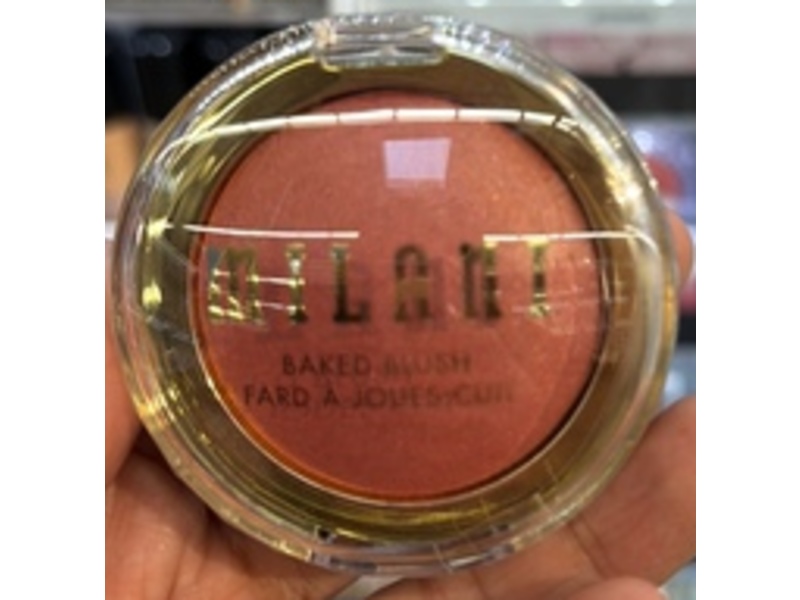 MILANI
BAKED BLUSH
FARD À JOUES CUIT